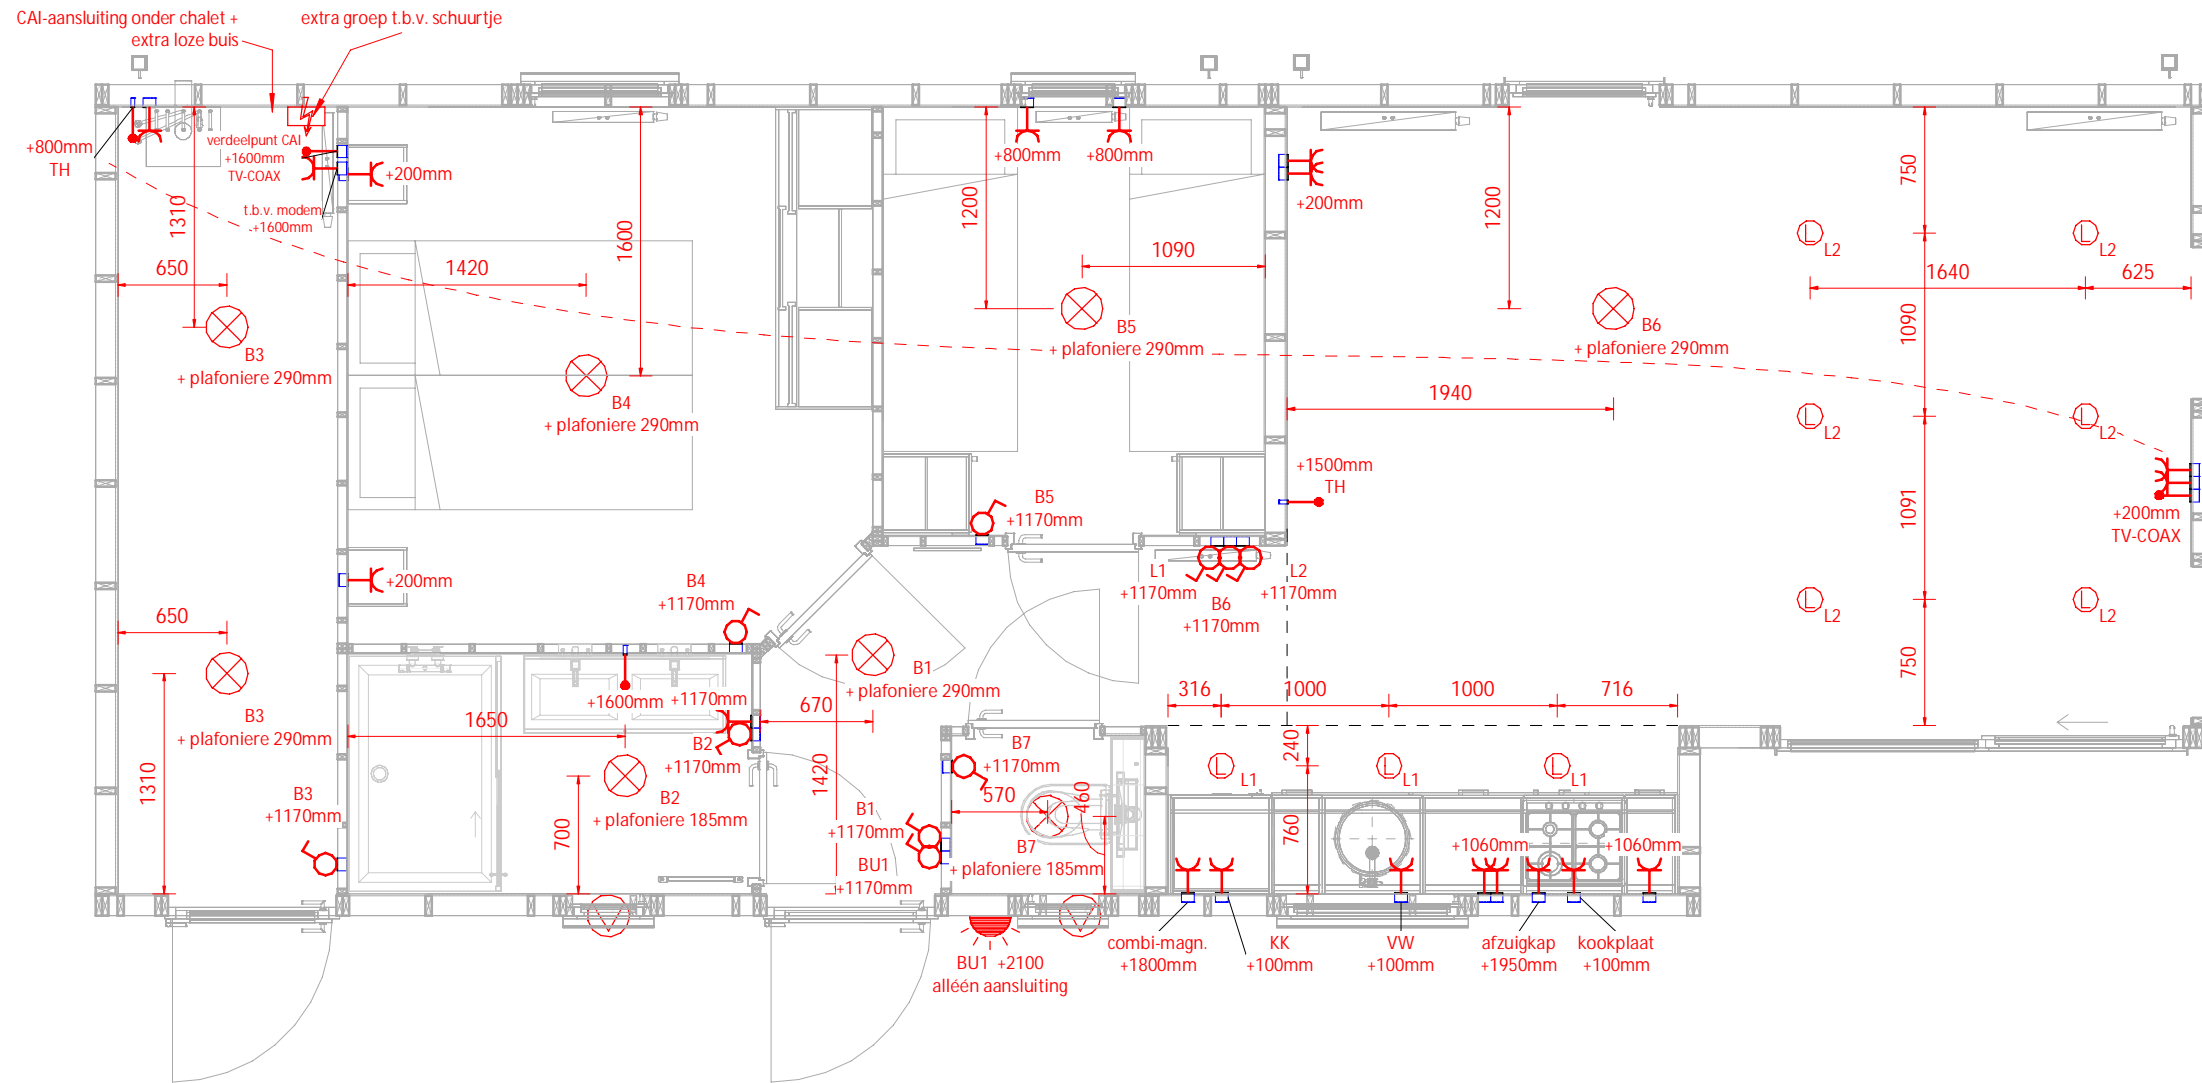 CAI-aansluiting onder chalet +
extra loze buis
extra groep t.b.v. schuurtje
+800mm
TH
verdeelpunt CAI
+1600mm
TV-COAX
t.b.v. modem
+1600mm
+200mm
1310
650
B3
+ plafoniere 290mm
1420
1600
B4
+ plafoniere 290mm
+800mm
+800mm
1200
1090
B5
+ plafoniere 290mm
+200mm
1200
B6
+ plafoniere 290mm
1940
750
L2
L2
1640
625
1090
L2
L2
1091
L2
L2
750
+200mm
TV-COAX
+1500mm
TH
B5
+1170mm
L1
+1170mm
B6
+1170mm
L2
+1170mm
+200mm
B4
+1170mm
650
B3
+ plafoniere 290mm
1310
B3
+1170mm
+1600mm
+1170mm
1650
B2
+1170mm
B2
+ plafoniere 185mm
700
B1
+ plafoniere 290mm
670
1420
B1
+1170mm
BU1
+1170mm
B7
+1170mm
570
460
B7
+ plafoniere 185mm
316
1000
1000
716
240
L1
L1
L1
760
+1060mm
+1060mm
BU1 +2100
alléén aansluiting
combi-magn.
+1800mm
KK
+100mm
VW
+100mm
afzuigkap
+1950mm
kookplaat
+100mm